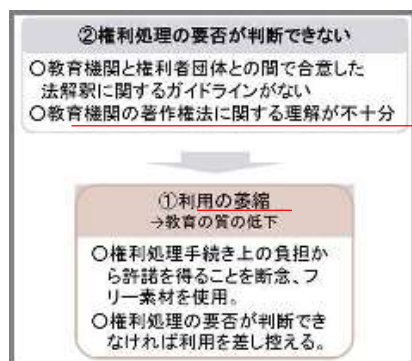 ②権利処理の要否が判断できない
〇教育機関と権利者団体との間で合意した
法解釈に関するガイドラインがない
〇教育機関の著作権法に関する理解が不十分
①利用の萎縮
→教育の質の低下
〇権利処理手続き上の負担か
ら許諾を得ることを断念、フ
リー素材を使用。
〇権利処理の要否が判断でき
なければ利用を差し控える。